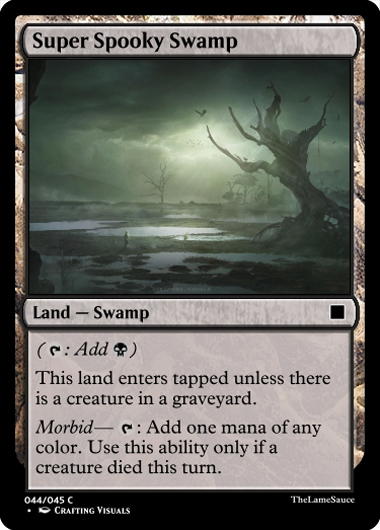 Super Spooky Swamp
Land — Swamp
( : Add )
This land enters tapped unless there
is a creature in a graveyard.
Morbid— : Add one mana of any
color. Use this ability only if a
creature died this turn.
044/045 C
TheLameSauce
• Crafting Visuals